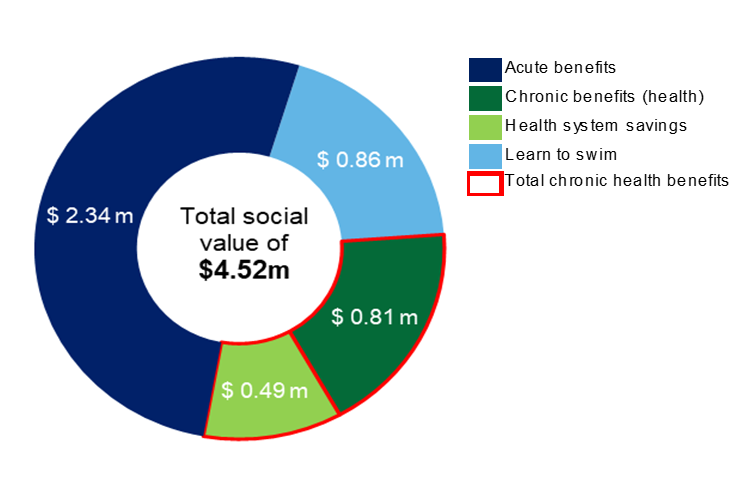 Acute benefits
Chronic benefits (health)
Health system savings
Learn to swim
Total chronic health benefits
$ 0.86 m
$ 2.34 m
Total social
value of
$4.52m
$ 0.81 m
$ 0.49 m